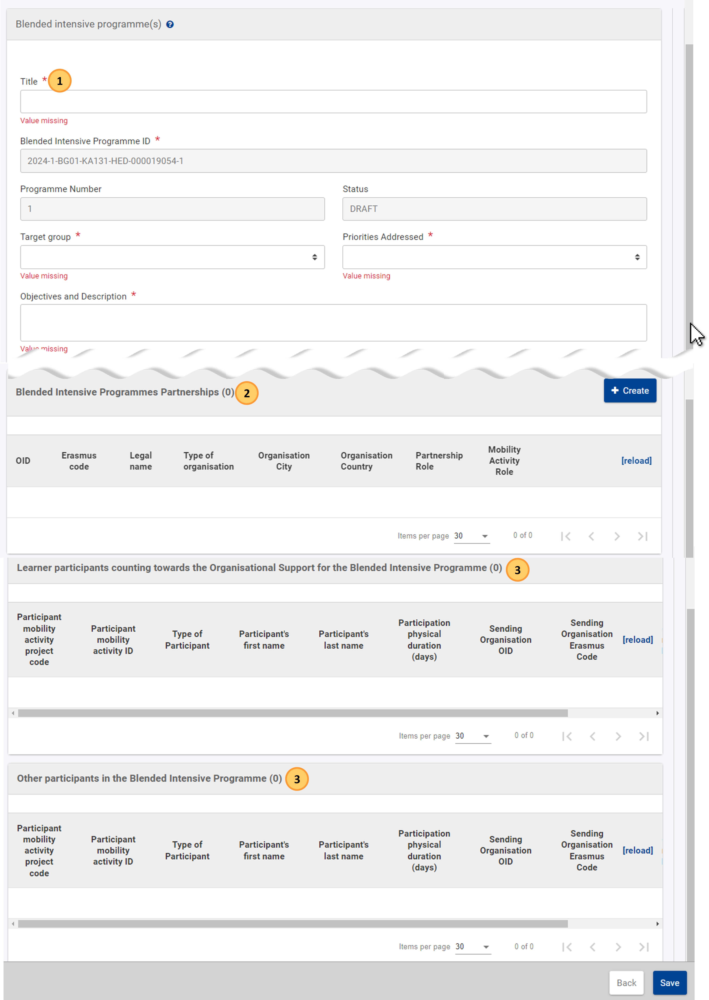 Blended intensive programme(s) ?
Title * 1
Value missing
Blended Intensive Programme ID *
2024-1-BG01-KA131-HED-000019054-1
Programme Number
1
Status
DRAFT
Target group *
Value missing
Priorities Addressed *
Value missing
Objectives and Description *
Value missing
Blended Intensive Programmes Partnerships (0) 2
+ Create
OID
Erasmus
code
Legal
name
Type of
organisation
Organisation
City
Organisation
Country
Partnership
Role
Mobility
Activity
Role
[reload]
Items per page 30
0 of 0
Learner participants counting towards the Organisational Support for the Blended Intensive Programme (0) 3
Participant
mobility
activity
project
code
Participant
mobility
activity ID
Type of
Participant
Participant's
first name
Participant's
last name
Participation
physical
duration
(days)
Sending
Organisation
OID
Sending
Organisation
Erasmus
Code
[reload]
Items per page 30
0 of 0
Other participants in the Blended Intensive Programme (0) 3
Participant
mobility
activity
project
code
Participant
mobility
activity ID
Type of
Participant
Participant's
first name
Participant's
last name
Participation
physical
duration
(days)
Sending
Organisation
OID
Sending
Organisation
Erasmus
Code
[reload]
Items per page 30
0 of 0
Back
Save